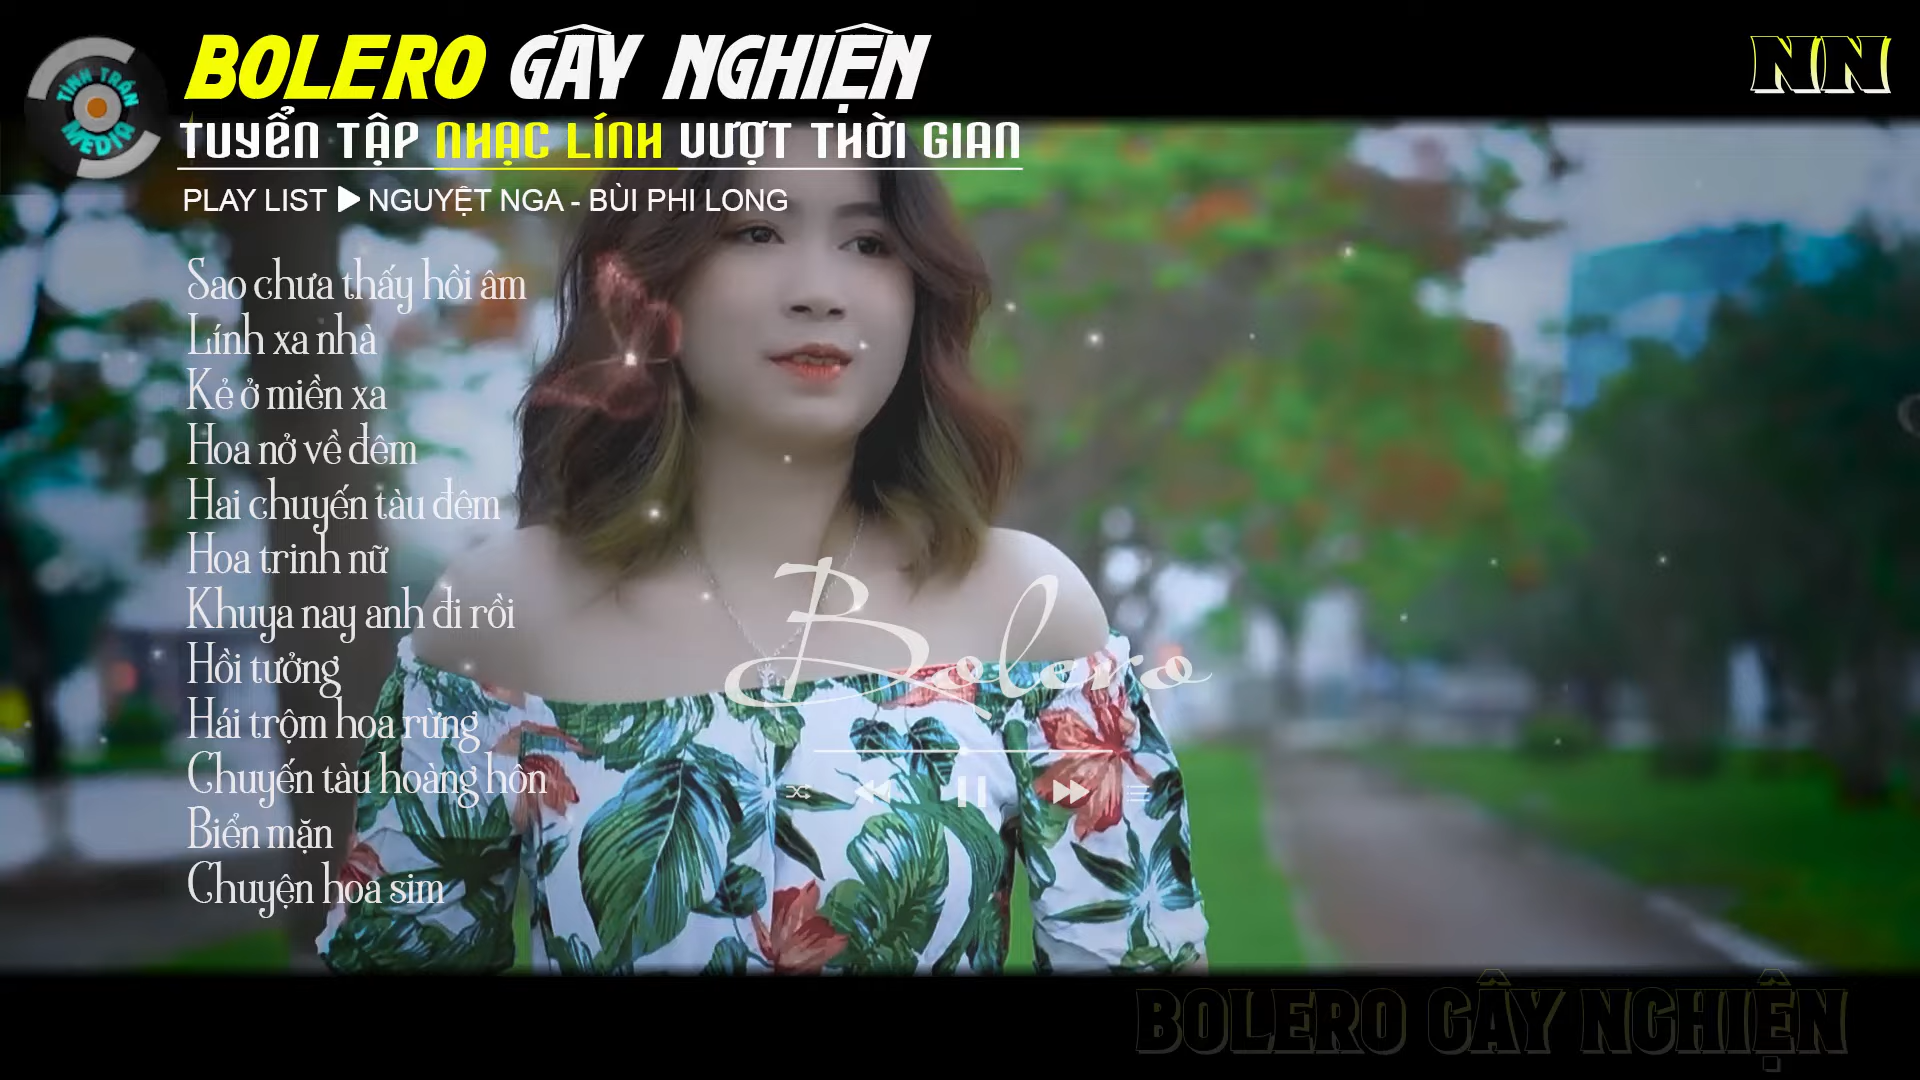 TÌNH TRẦN
MEDIA
BOLERO GÂY NGHIỆN
NN
TUYỂN TẬP NHẠC LÍNH VƯỢT THỜI GIAN
PLAY LIST ▶ NGUYỆT NGA - BÙI PHI LONG
Sao chưa thấy hồi âm
Lính xa nhà
Kẻ ở miền xa
Hoa nở về đêm
Hai chuyến tàu đêm
Hoa trinh nữ
Khuya nay anh đi rồi
Hồi tưởng
Hái trộm hoa rừng
Chuyến tàu hoàng hôn
Biển mặn
Chuyện hoa sim
Bolero
BOLERO GÂY NGHIỆN